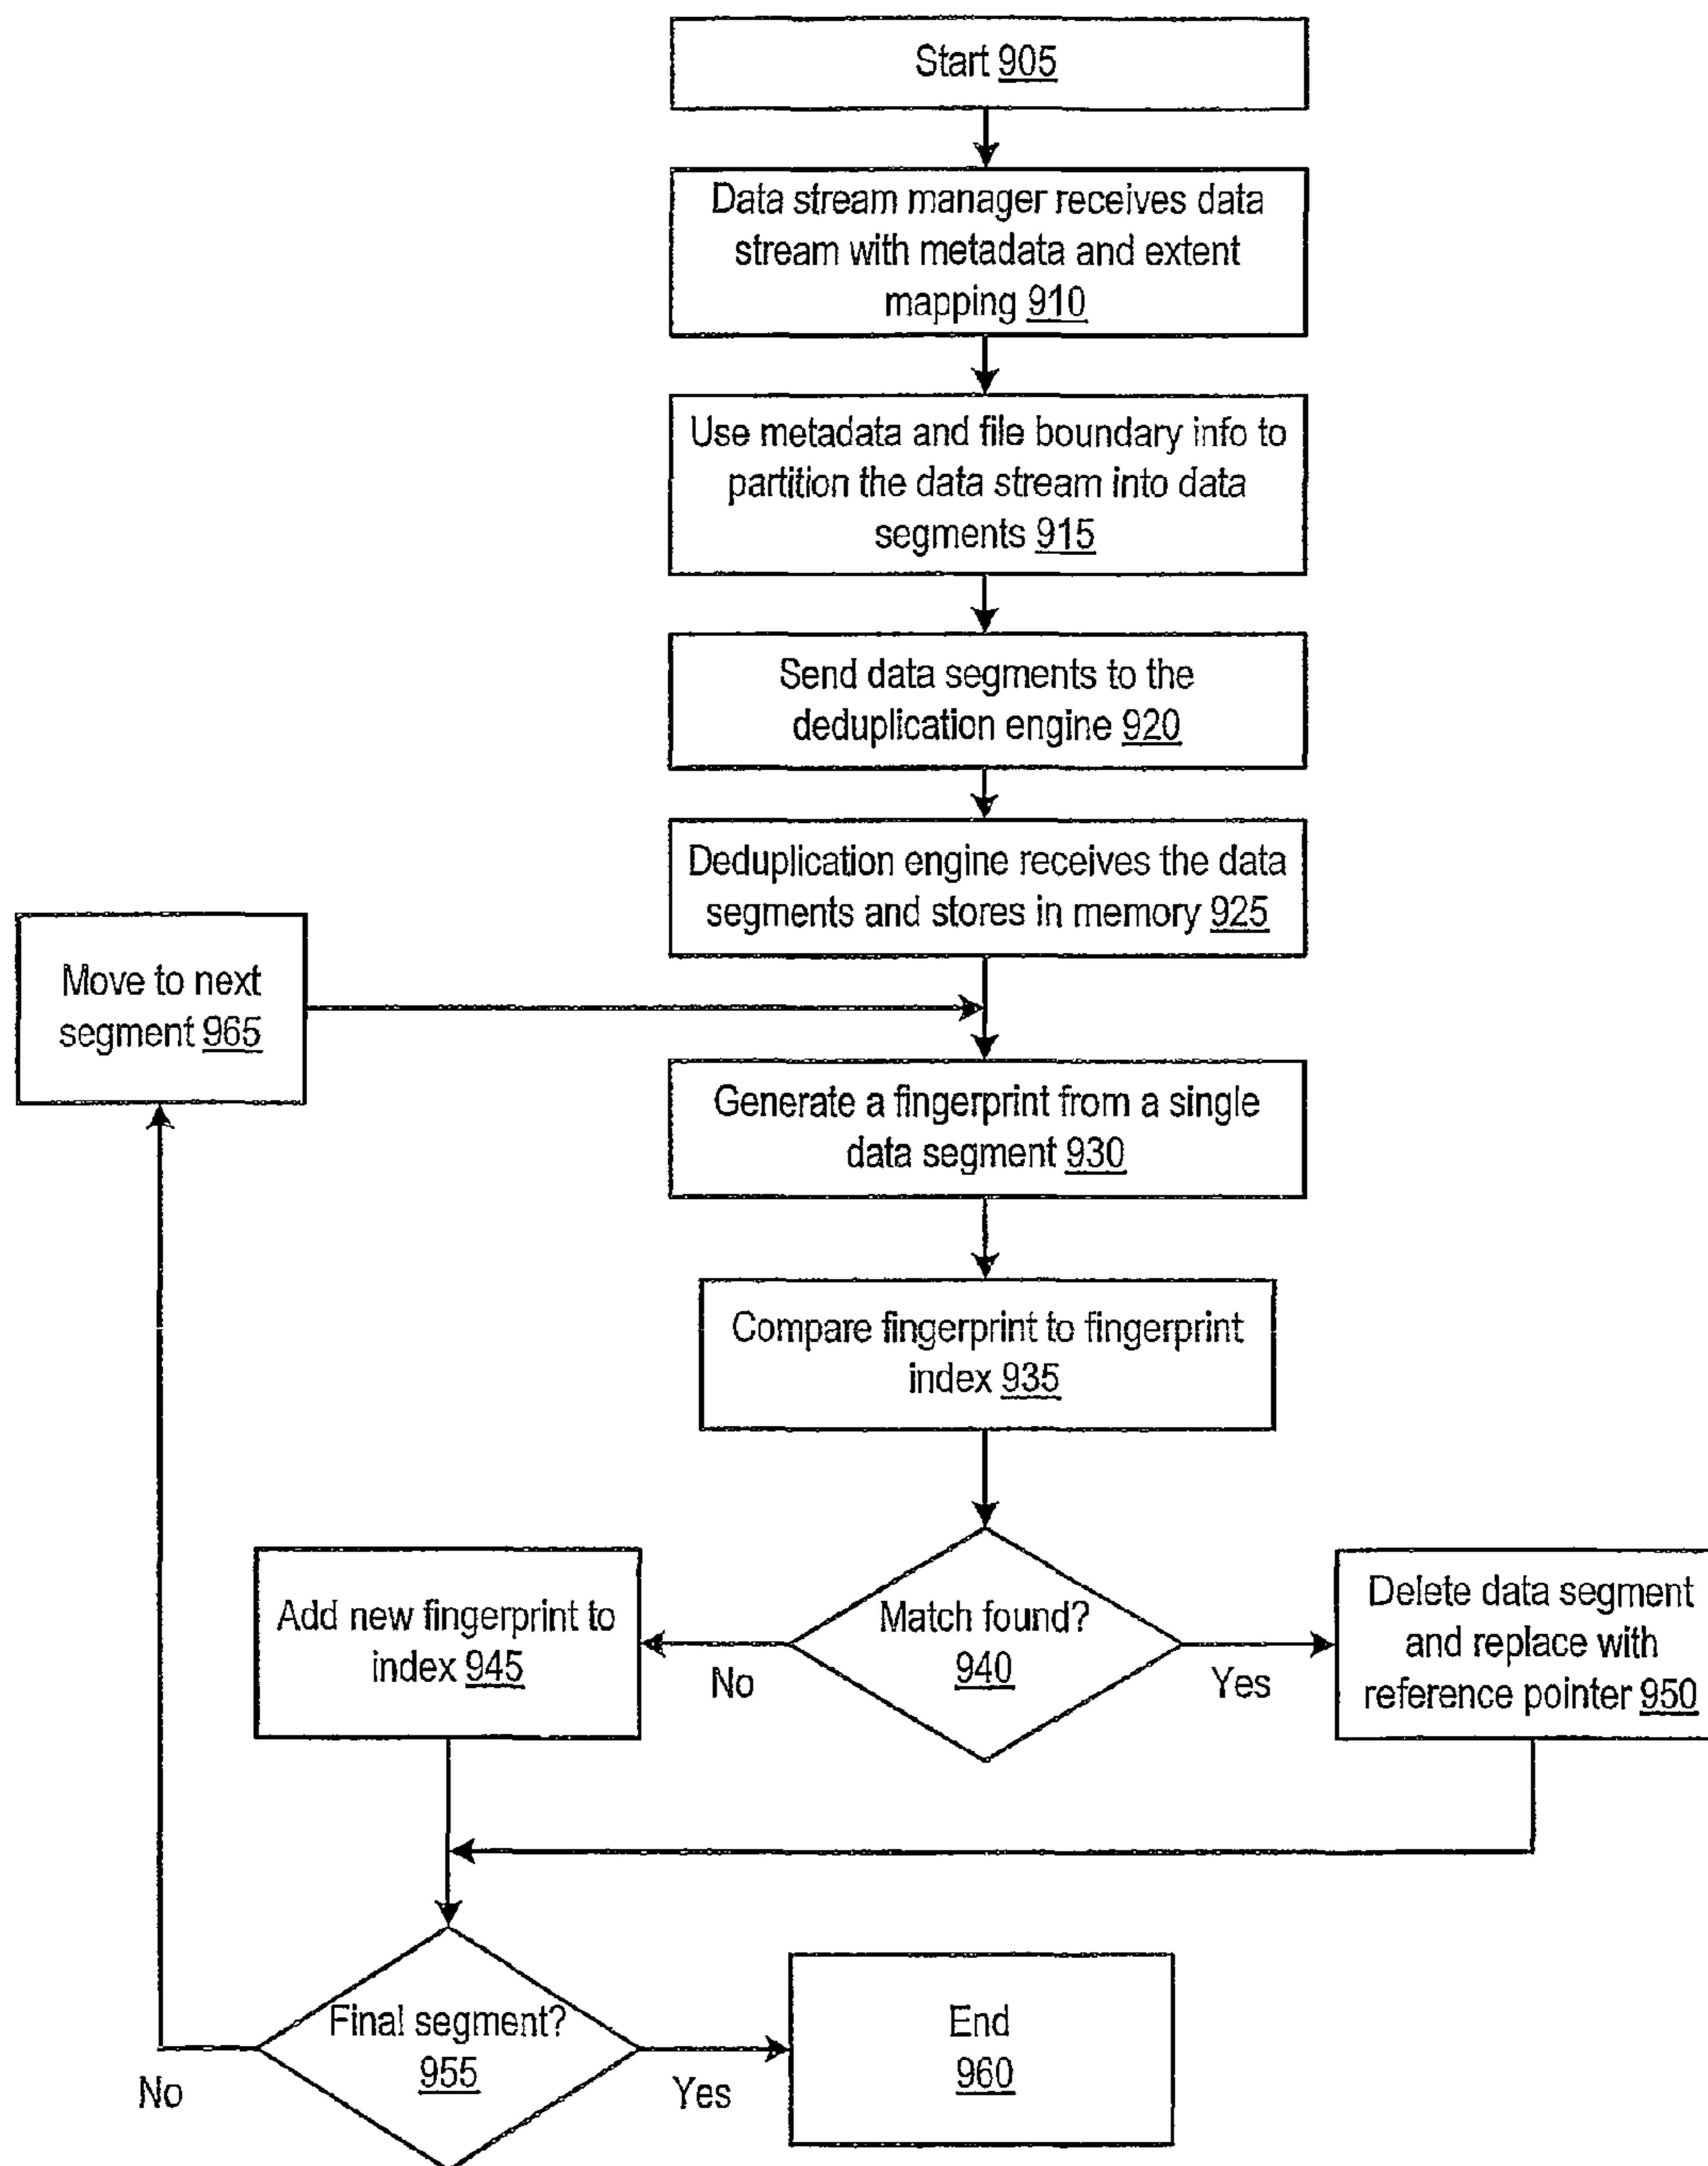 Start 905
Data stream manager receives data
stream with metadata and extent
mapping 910
Use metadata and file boundary info to
partition the data stream into data
segments 915
Send data segments to the
deduplication engine 920
Deduplication engine receives the data
segments and stores in memory 925
Move to next
segment 965
Generate a fingerprint from a single
data segment 930
Compare fingerprint to fingerprint
index 935
Match found?
940
No
Yes
Add new fingerprint to
index 945
Delete data segment
and replace with
reference pointer 950
Final segment?
955
No
Yes
End
960